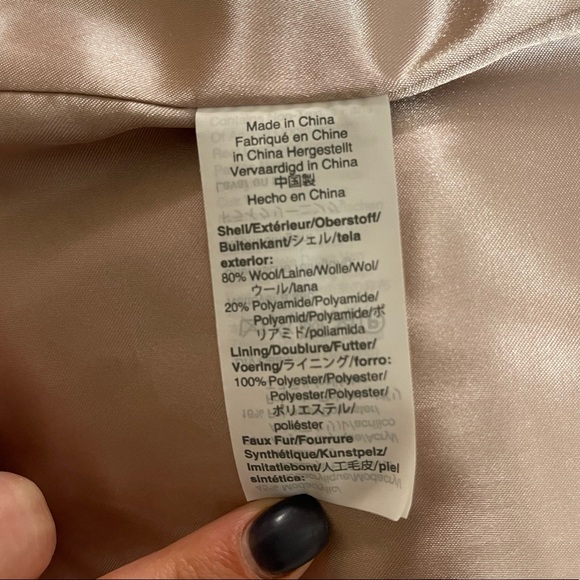 Made in China
Fabriqué en Chine
in China Hergestellt
Vervaardigd in China
中国製
Hecho en China
Shell/Extérieur/Oberstoff/
Buitenkant/シェル/tela
exterior:
80% Wool/Laine/Wolle/Wol/
ウール/lana
20% Polyamide/Polyamide/
Polyamid/Polyamide/ポ
リアミド/poliamida
Lining/Doublure/Futter/
Voering/ライニング/forro:
100% Polyester/Polyester/
Polyester/Polyester/
ポリエステル/
poliéster
Faux Fur/Fourrure
Synthétique/Kunstpelz/
Imitatiebont/人工毛皮/piel
sintética: